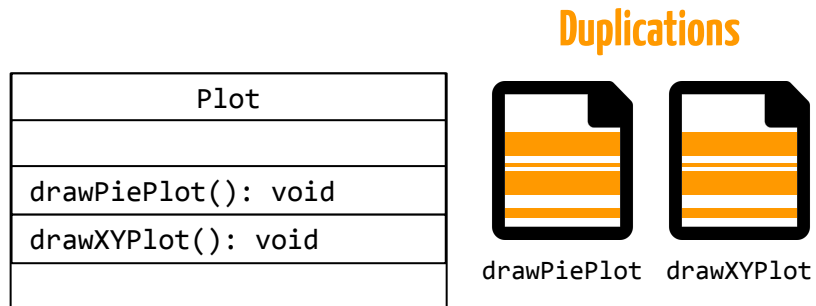 Duplications
Plot
drawPiePlot(): void
drawXYPlot(): void
drawPiePlot
drawXYPlot